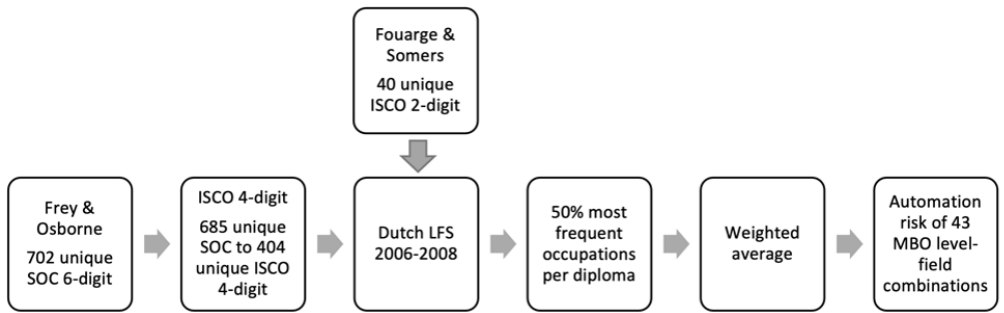 Fouarge &
Somers
40 unique
ISCO 2-digit
Frey &
Osborne
702 unique
SOC 6-digit
ISCO 4-digit
685 unique
SOC to 404
unique ISCO
4-digit
Dutch LFS
2006-2008
50% most
frequent
occupations
per diploma
Weighted
average
Automation
risk of 43
MBO level-
field
combinations